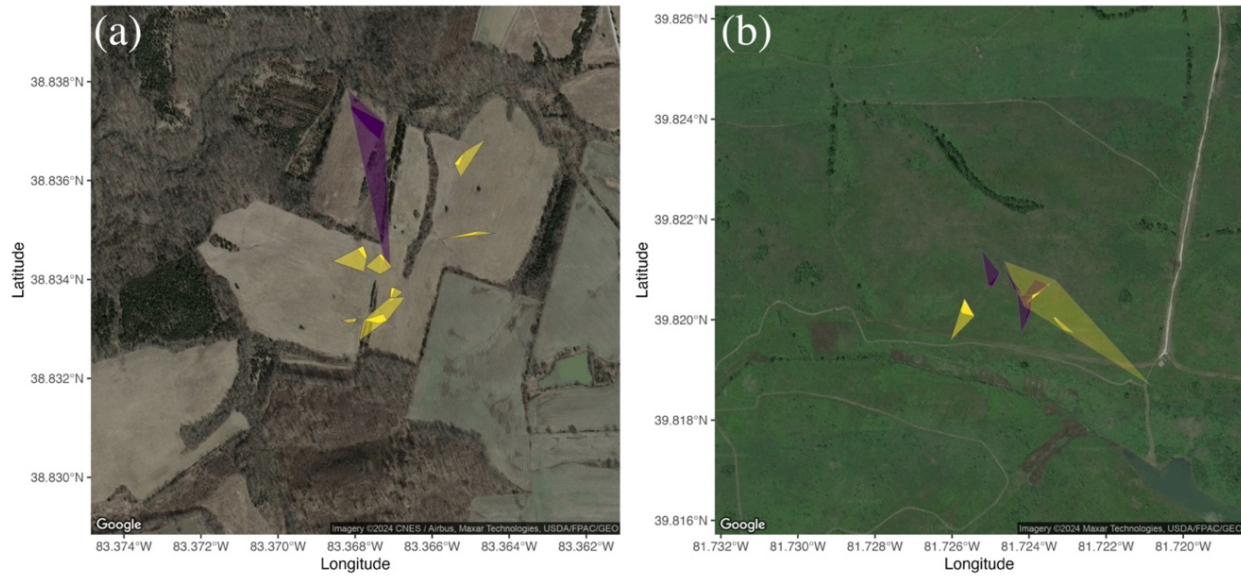 (a)
38.838°N
38.836°N
38.834°N
38.832°N
38.830°N
Latitude
83.374°W 83.372°W 83.370°W 83.368°W 83.366°W 83.364°W 83.362°W
Longitude
Google
Imagery ©2024 CNES / Airbus, Maxar Technologies, USDA/FPAC/GEO
(b)
39.826°N
39.824°N
39.822°N
39.820°N
39.818°N
39.816°N
Latitude
81.732°W 81.730°W 81.728°W 81.726°W 81.724°W 81.722°W 81.720°W
Longitude
Google
Imagery ©2024 Maxar Technologies, USDA/FPAC/GEO